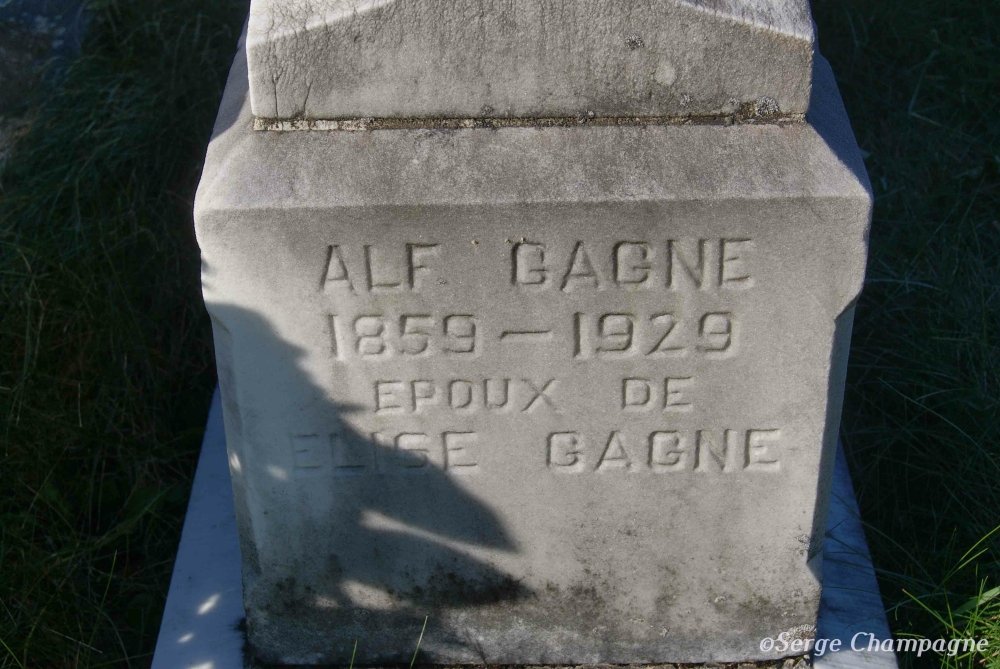 ALF. GAGNE
1859 – 1929
EPOUX DE
ELISE GAGNE
©Serge Champagne